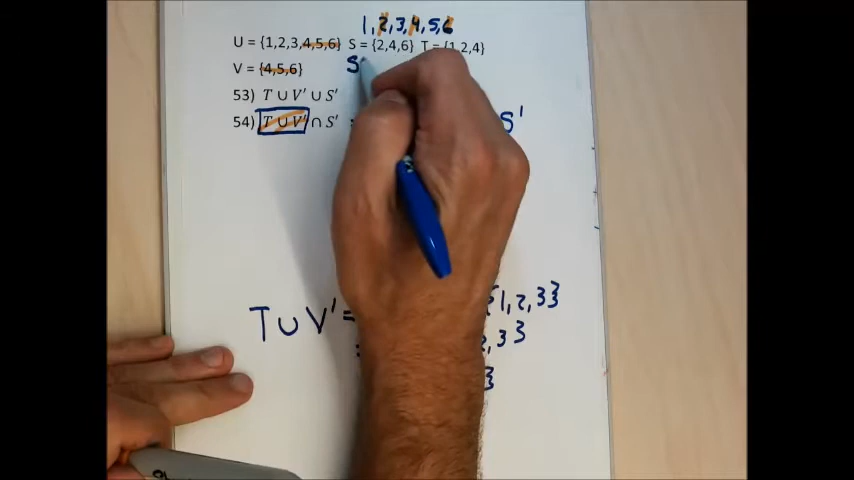 1,2,3,4,5,6
U = {1,2,3,4,5,6} S = {2,4,6} T = {1,2,4}
V = {4,5,6} S
53) T ∪ V′ ∪ S′
54) T ∪ V′ ∩ S′ = S′
T∪V′ = {1,2,3}
2,3}
}